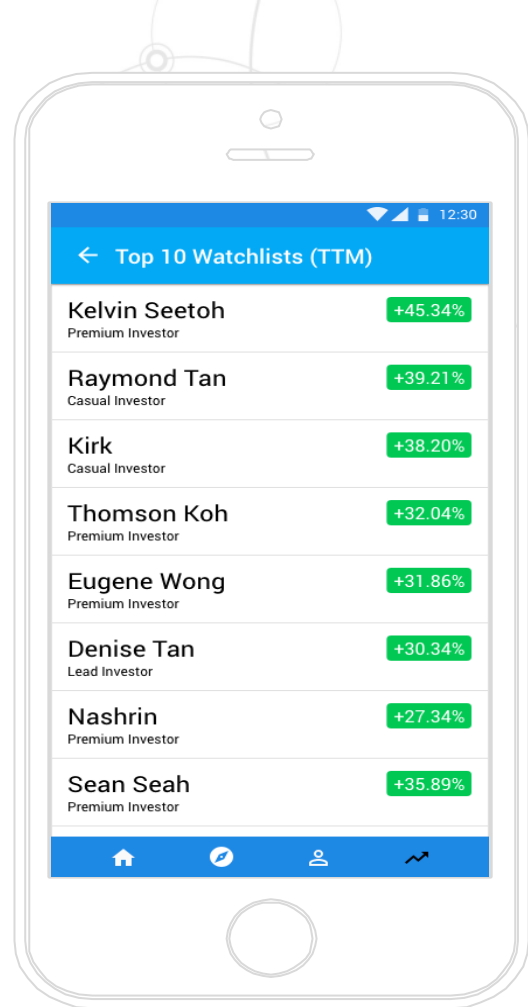 12:30
Top 10 Watchlists (TTM)
Kelvin Seetoh +45.34%
Premium Investor
Raymond Tan +39.21%
Casual Investor
Kirk +38.20%
Casual Investor
Thomson Koh +32.04%
Premium Investor
Eugene Wong +31.86%
Premium Investor
Denise Tan +30.34%
Lead Investor
Nashrin +27.34%
Premium Investor
Sean Seah +35.89%
Premium Investor